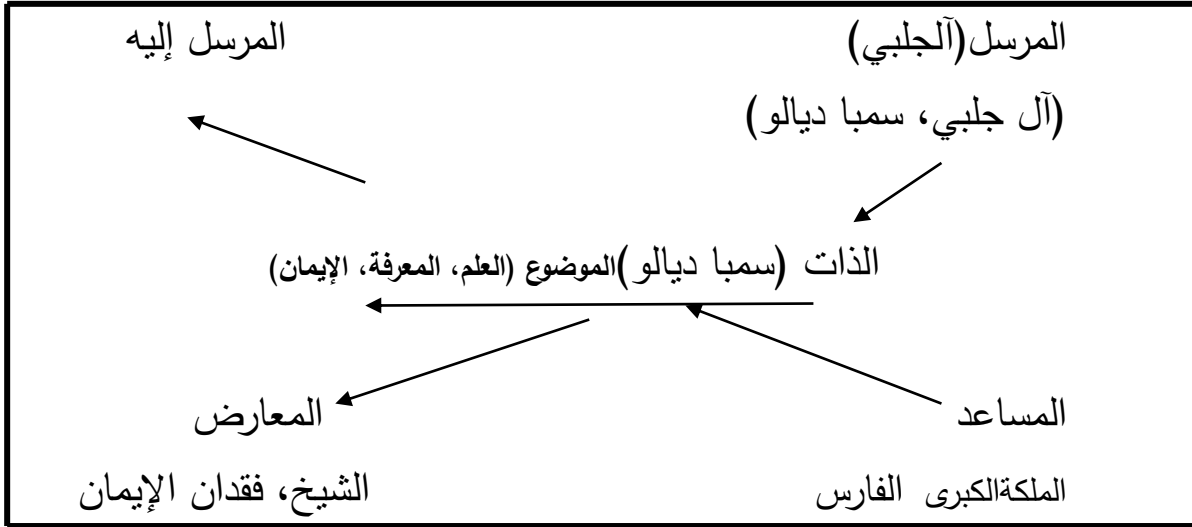 المرسل(آلجلبي) المرسل إليه
(آل جلبي، سمبا ديالو)
الذات (سمبا ديالو)الموضوع (العلم، المعرفة، الإيمان)
المساعد المعارض
الملكةالكبرى الفارس الشيخ، فقدان الإيمان